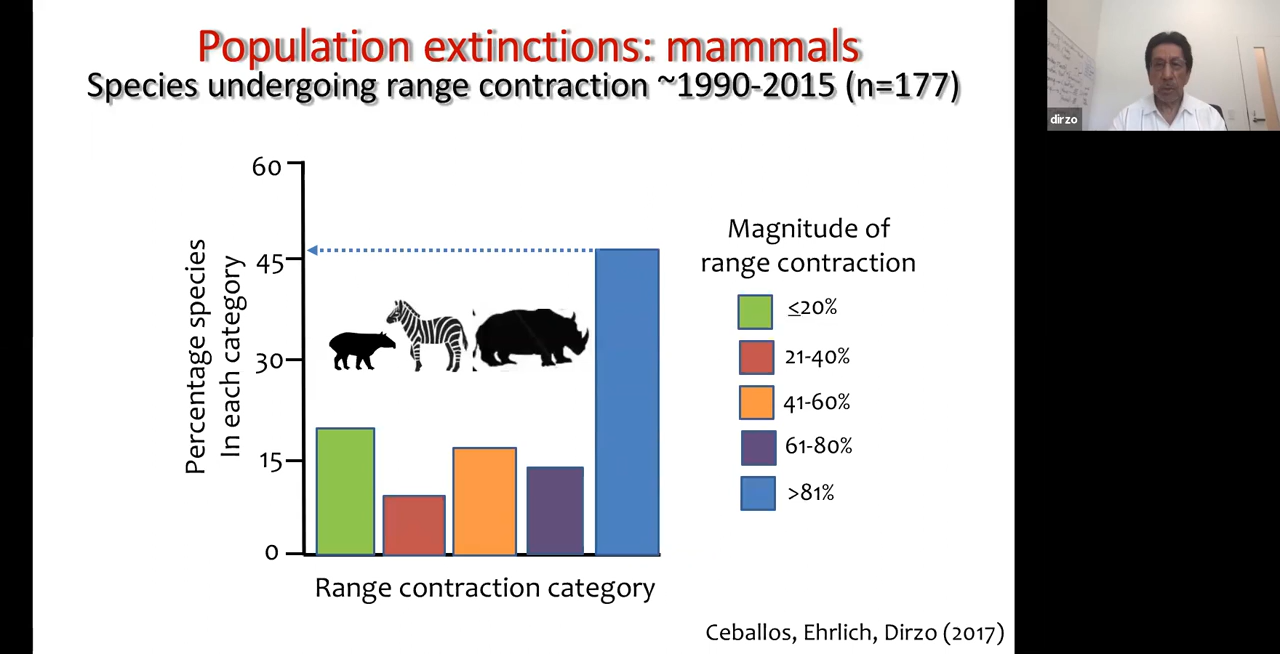 Population extinctions: mammals
Species undergoing range contraction ~1990-2015 (n=177)
dirzo
60
45
30
15
0
Percentage species
In each category
Range contraction category
Magnitude of
range contraction
≤20%
21-40%
41-60%
61-80%
>81%
Ceballos, Ehrlich, Dirzo (2017)